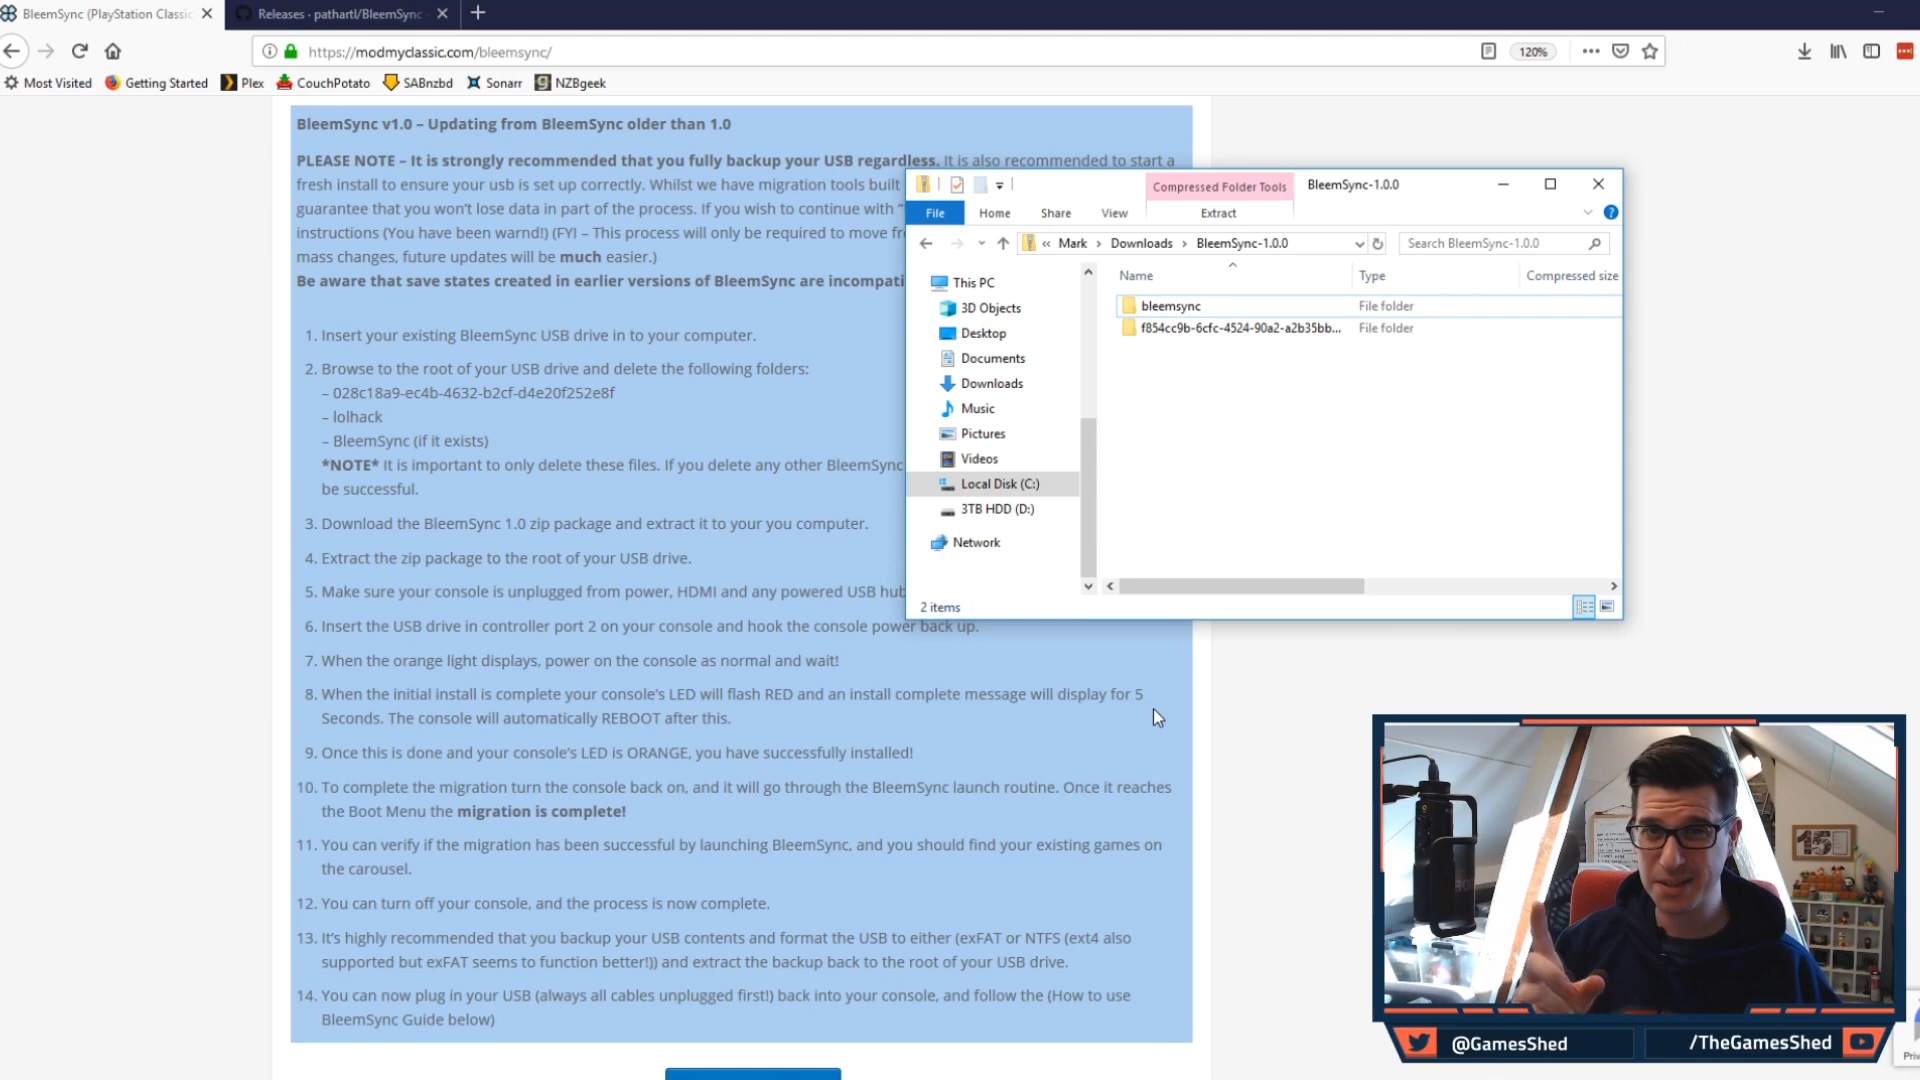 BleemSync (PlayStation Classic
Releases · pathartl/BleemSync
https://modmyclassic.com/bleemsync/
120%
Most Visited
Getting Started
Plex
CouchPotato
SABnzbd
Sonarr
NZBgeek
BleemSync v1.0 – Updating from BleemSync older than 1.0
PLEASE NOTE – It is strongly recommended that you fully backup your USB regardless. It is also recommended to start a
fresh install to ensure your usb is set up correctly. Whilst we have migration tools built
guarantee that you won't lose data in part of the process. If you wish to continue with "
instructions (You have been warnd!) (FYI – This process will only be required to move fr
mass changes, future updates will be much easier.)
Be aware that save states created in earlier versions of BleemSync are incompati
1. Insert your existing BleemSync USB drive in to your computer.
2. Browse to the root of your USB drive and delete the following folders:
– 028c18a9-ec4b-4632-b2cf-d4e20f252e8f
– lolhack
– BleemSync (if it exists)
*NOTE* It is important to only delete these files. If you delete any other BleemSync
be successful.
3. Download the BleemSync 1.0 zip package and extract it to your you computer.
4. Extract the zip package to the root of your USB drive.
5. Make sure your console is unplugged from power, HDMI and any powered USB hub
6. Insert the USB drive in controller port 2 on your console and hook the console power back up.
7. When the orange light displays, power on the console as normal and wait!
8. When the initial install is complete your console's LED will flash RED and an install complete message will display for 5
Seconds. The console will automatically REBOOT after this.
9. Once this is done and your console's LED is ORANGE, you have successfully installed!
10. To complete the migration turn the console back on, and it will go through the BleemSync launch routine. Once it reaches
the Boot Menu the migration is complete!
11. You can verify if the migration has been successful by launching BleemSync, and you should find your existing games on
the carousel.
12. You can turn off your console, and the process is now complete.
13. It's highly recommended that you backup your USB contents and format the USB to either (exFAT or NTFS (ext4 also
supported but exFAT seems to function better!)) and extract the backup back to the root of your USB drive.
14. You can now plug in your USB (always all cables unplugged first!) back into your console, and follow the (How to use
BleemSync Guide below)
Compressed Folder Tools
BleemSync-1.0.0
File
Home
Share
View
Extract
« Mark › Downloads › BleemSync-1.0.0
Search BleemSync-1.0.0
This PC
3D Objects
Desktop
Documents
Downloads
Music
Pictures
Videos
Local Disk (C:)
3TB HDD (D:)
Network
Name
Type
Compressed size
bleemsync
File folder
f854cc9b-6cfc-4524-90a2-a2b35bb...
File folder
2 items
15
@GamesShed
/TheGamesShed